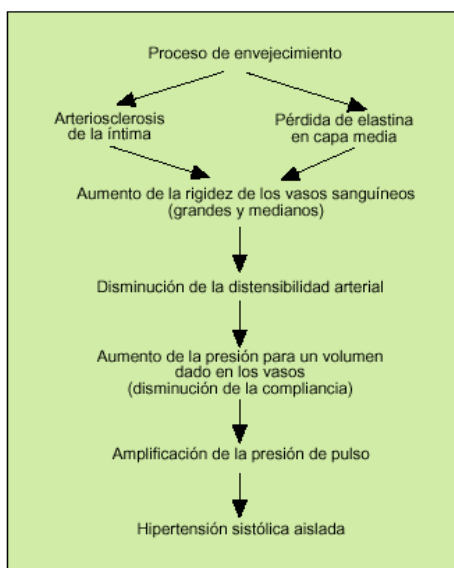 Proceso de envejecimiento
Arteriosclerosis
de la íntima
Pérdida de elastina
en capa media
Aumento de la rigidez de los vasos sanguíneos
(grandes y medianos)
Disminución de la distensibilidad arterial
Aumento de la presión para un volumen
dado en los vasos
(disminución de la compliancia)
Amplificación de la presión de pulso
Hipertensión sistólica aislada